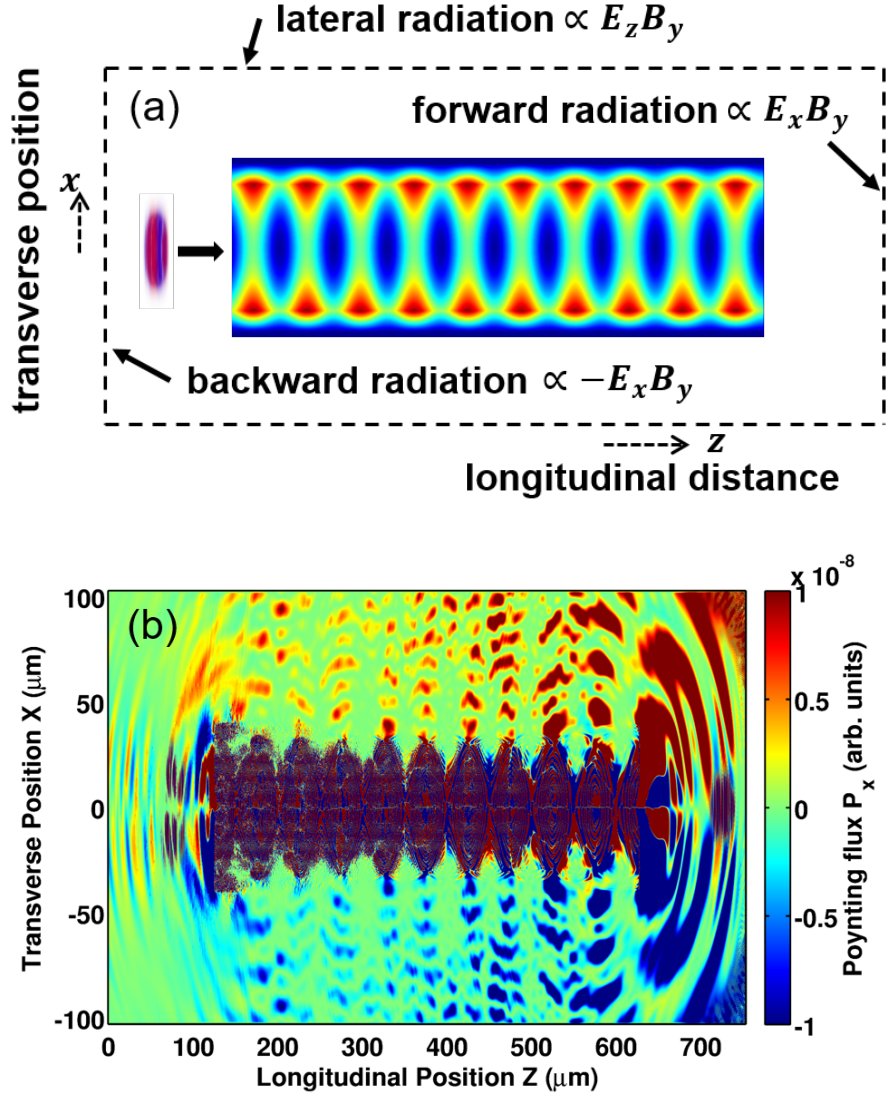 lateral radiation ∝ E_z B_y
(a)
forward radiation ∝ E_x B_y
transverse position
x
backward radiation ∝ −E_x B_y
z
longitudinal distance
x 10^-8
(b)
100
50
0
-50
-100
Transverse Position X (μm)
0 100 200 300 400 500 600 700
Longitudinal Position Z (μm)
1
0.5
0
-0.5
-1
Poynting flux P_x (arb. units)